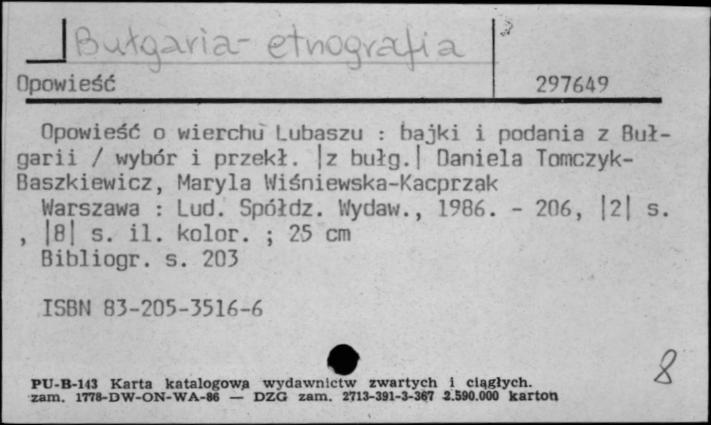 Bułgaria - etnografia
Opowieść 297649
Opowieść o wierchu Lubaszu : bajki i podania z Buł-
garii / wybór i przekł. |z bułg.| Daniela Tomczyk-
Baszkiewicz, Maryla Wiśniewska-Kacprzak
Warszawa : Lud. Spółdz. Wydaw., 1986. - 206, |2| s.
, |8| s. il. kolor. ; 25 cm
Bibliogr. s. 203
ISBN 83-205-3516-6
8
PU-B-143 Karta katalogowa wydawnictw zwartych i ciągłych.
zam. 1778-DW-ON-WA-86 — DZG zam. 2713-391-3-367 2.590.000 karton